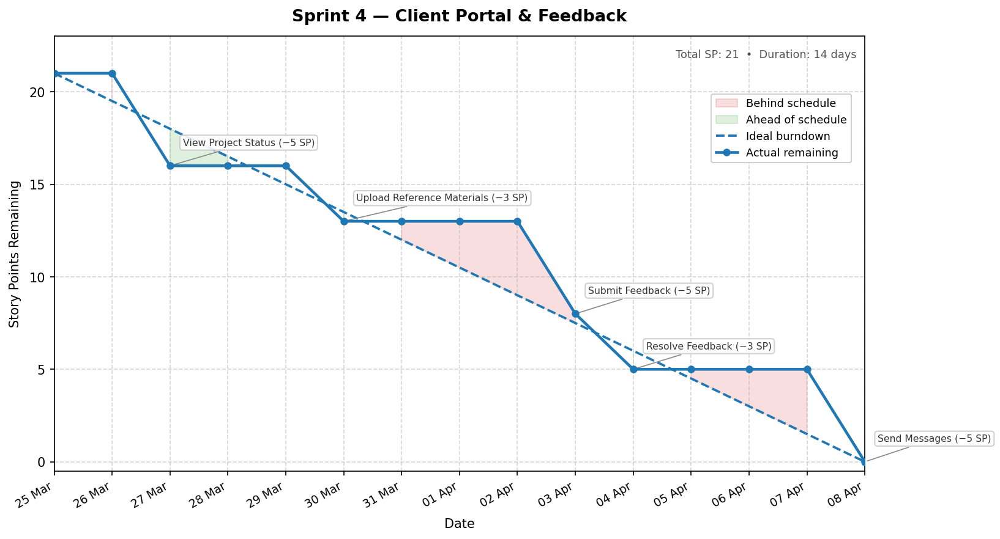 Sprint 4 — Client Portal & Feedback
Total SP: 21 • Duration: 14 days
Behind schedule
Ahead of schedule
Ideal burndown
Actual remaining
View Project Status (−5 SP)
Upload Reference Materials (−3 SP)
Submit Feedback (−5 SP)
Resolve Feedback (−3 SP)
Send Messages (−5 SP)
Story Points Remaining
20
15
10
5
0
25 Mar
26 Mar
27 Mar
28 Mar
29 Mar
30 Mar
31 Mar
01 Apr
02 Apr
03 Apr
04 Apr
05 Apr
06 Apr
07 Apr
08 Apr
Date